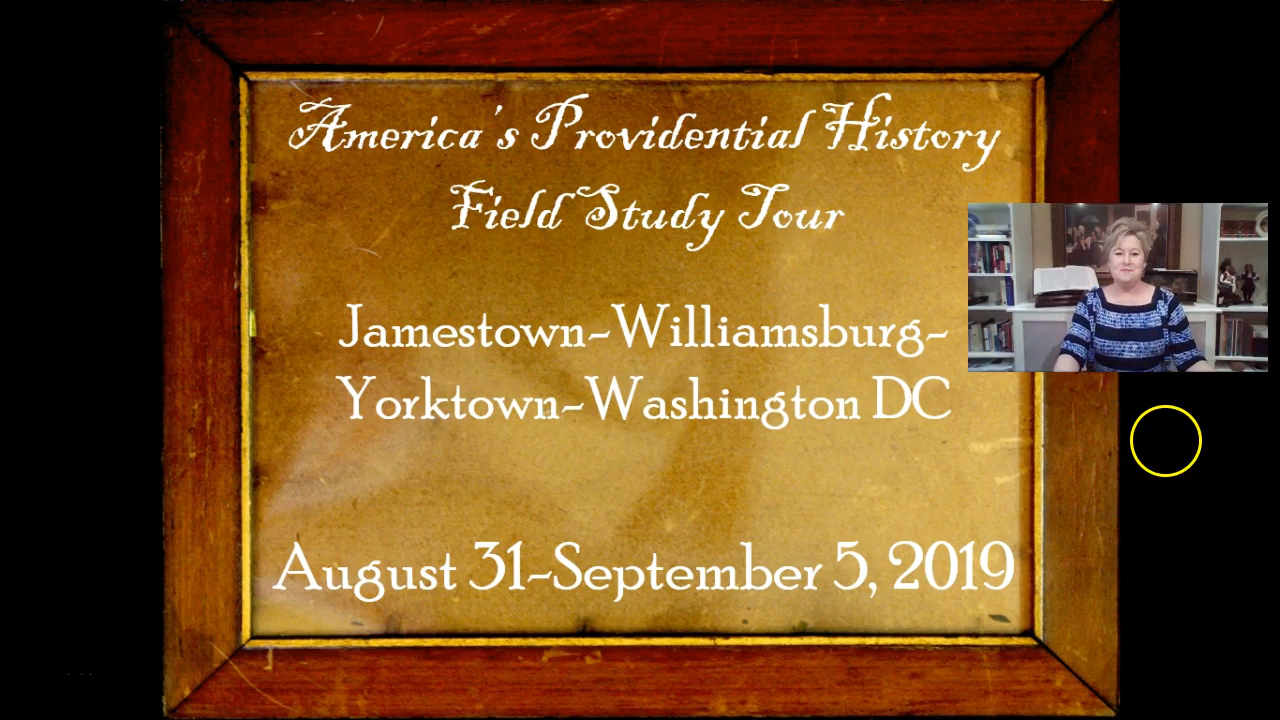 America's Providential History
Field Study Tour
Jamestown-Williamsburg-
Yorktown-Washington DC
August 31-September 5, 2019